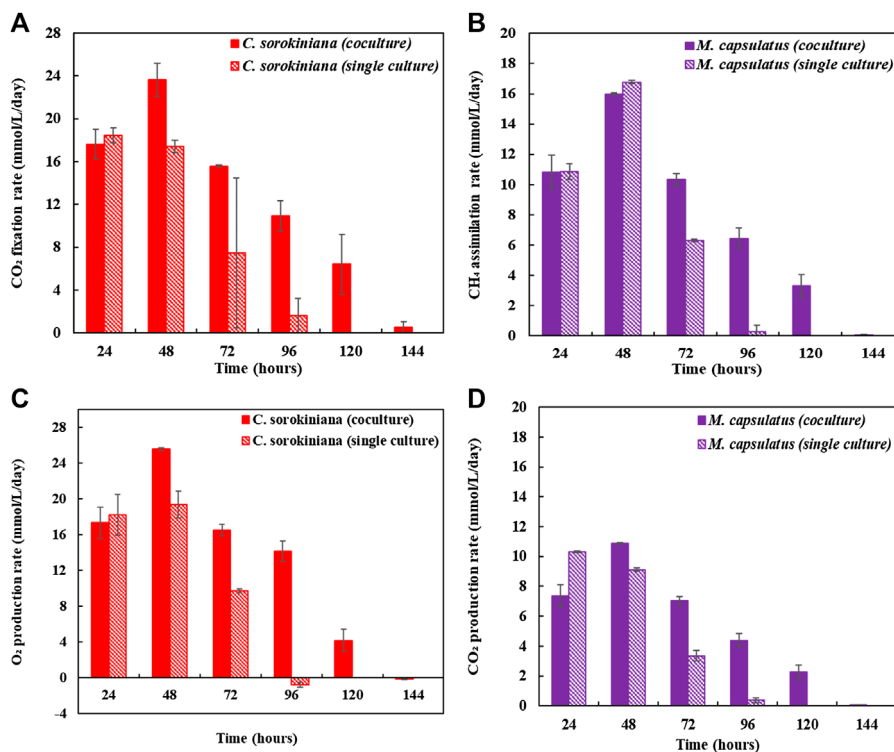 A
CO₂ fixation rate (mmol/L/day)
28
24
20
16
12
8
4
0
C. sorokiniana (coculture)
C. sorokiniana (single culture)
24 48 72 96 120 144
Time (hours)
B
CH₄ assimilation rate (mmol/L/day)
20
18
16
14
12
10
8
6
4
2
0
M. capsulatus (coculture)
M. capsulatus (single culture)
24 48 72 96 120 144
Time (hours)
C
O₂ production rate (mmol/L/day)
28
24
20
16
12
8
4
0
-4
C. sorokiniana (coculture)
C. sorokiniana (single culture)
24 48 72 96 120 144
Time (hours)
D
CO₂ production rate (mmol/L/day)
20
18
16
14
12
10
8
6
4
2
0
M. capsulatus (coculture)
M. capsulatus (single culture)
24 48 72 96 120 144
Time (hours)